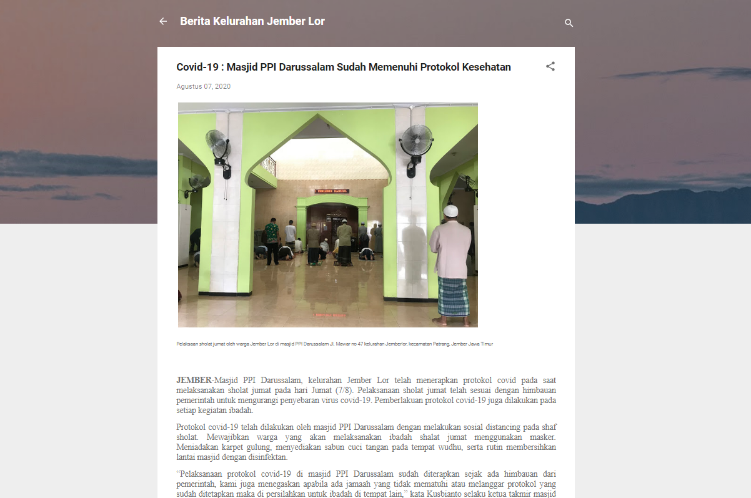 Berita Kelurahan Jember Lor
Covid-19 : Masjid PPI Darussalam Sudah Memenuhi Protokol Kesehatan
Agustus 07, 2020
Pelaksaan sholat jumat oleh warga Jember Lor di masjid PPI Darussalam Jl. Mawar no 47 kelurahan Jemberlor, kecamatan Patrang, Jember Jawa Timur
JEMBER-Masjid PPI Darussalam, kelurahan Jember Lor telah menerapkan protokol covid pada saat
melaksanakan sholat jumat pada hari Jumat (7/8). Pelaksanaan sholat jumat telah sesuai dengan himbauan
pemerintah untuk mengurangi penyebaran virus covid-19. Pemberlakuan protokol covid-19 juga dilakukan pada
setiap kegiatan ibadah.
Protokol covid-19 telah dilakukan oleh masjid PPI Darussalam dengan melakukan sosial distancing pada shaf
sholat. Mewajibkan warga yang akan melaksanakan ibadah shalat jumat menggunakan masker.
Meniadakan karpet gulung, menyediakan sabun cuci tangan pada tempat wudhu, serta rutin membersihkan
lantai masjid dengan disinfektan.
“Pelaksanaan protokol covid-19 di masjid PPI Darussalam sudah diterapkan sejak ada himbauan dari
pemerintah, kami juga menegaskan apabila ada jamaah yang tidak mematuhi atau melanggar protokol yang
sudah ditetapkan maka di persilahkan untuk ibadah di tempat lain,” kata Kusbianto selaku ketua takmir masjid